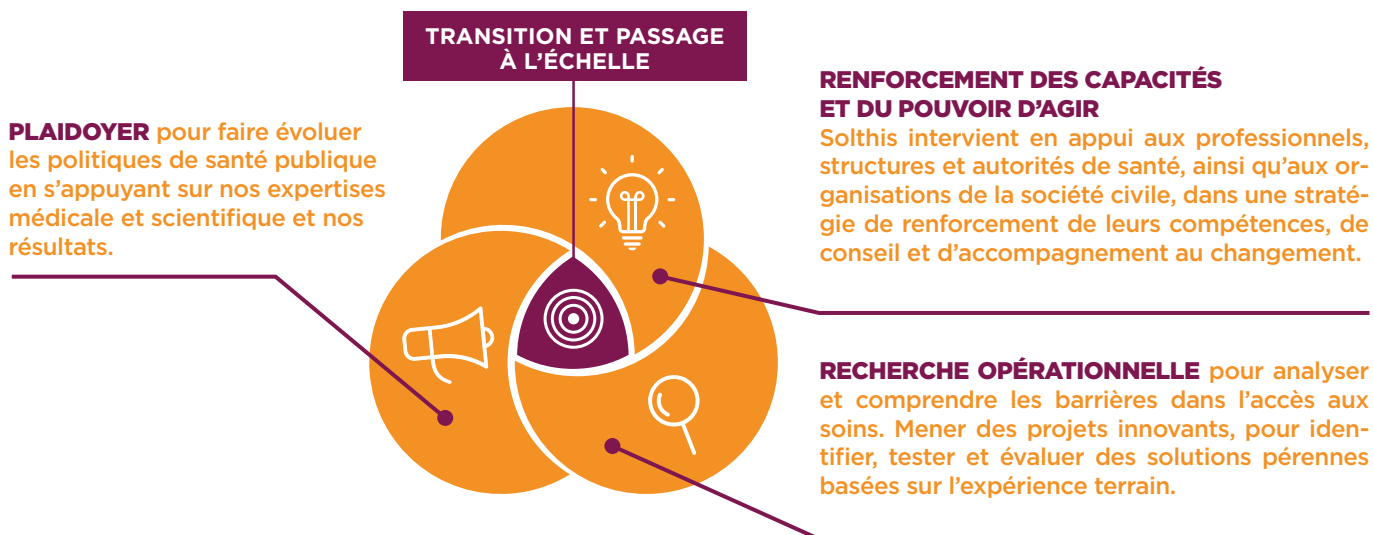 TRANSITION ET PASSAGE
À L’ÉCHELLE
PLAIDOYER pour faire évoluer
les politiques de santé publique
en s’appuyant sur nos expertises
médicale et scientifique et nos
résultats.
RENFORCEMENT DES CAPACITÉS
ET DU POUVOIR D’AGIR
Solthis intervient en appui aux professionnels,
structures et autorités de santé, ainsi qu’aux or-
ganisations de la société civile, dans une straté-
gie de renforcement de leurs compétences, de
conseil et d’accompagnement au changement.
RECHERCHE OPÉRATIONNELLE pour analyser
et comprendre les barrières dans l’accès aux
soins. Mener des projets innovants, pour iden-
tifier, tester et évaluer des solutions pérennes
basées sur l’expérience terrain.